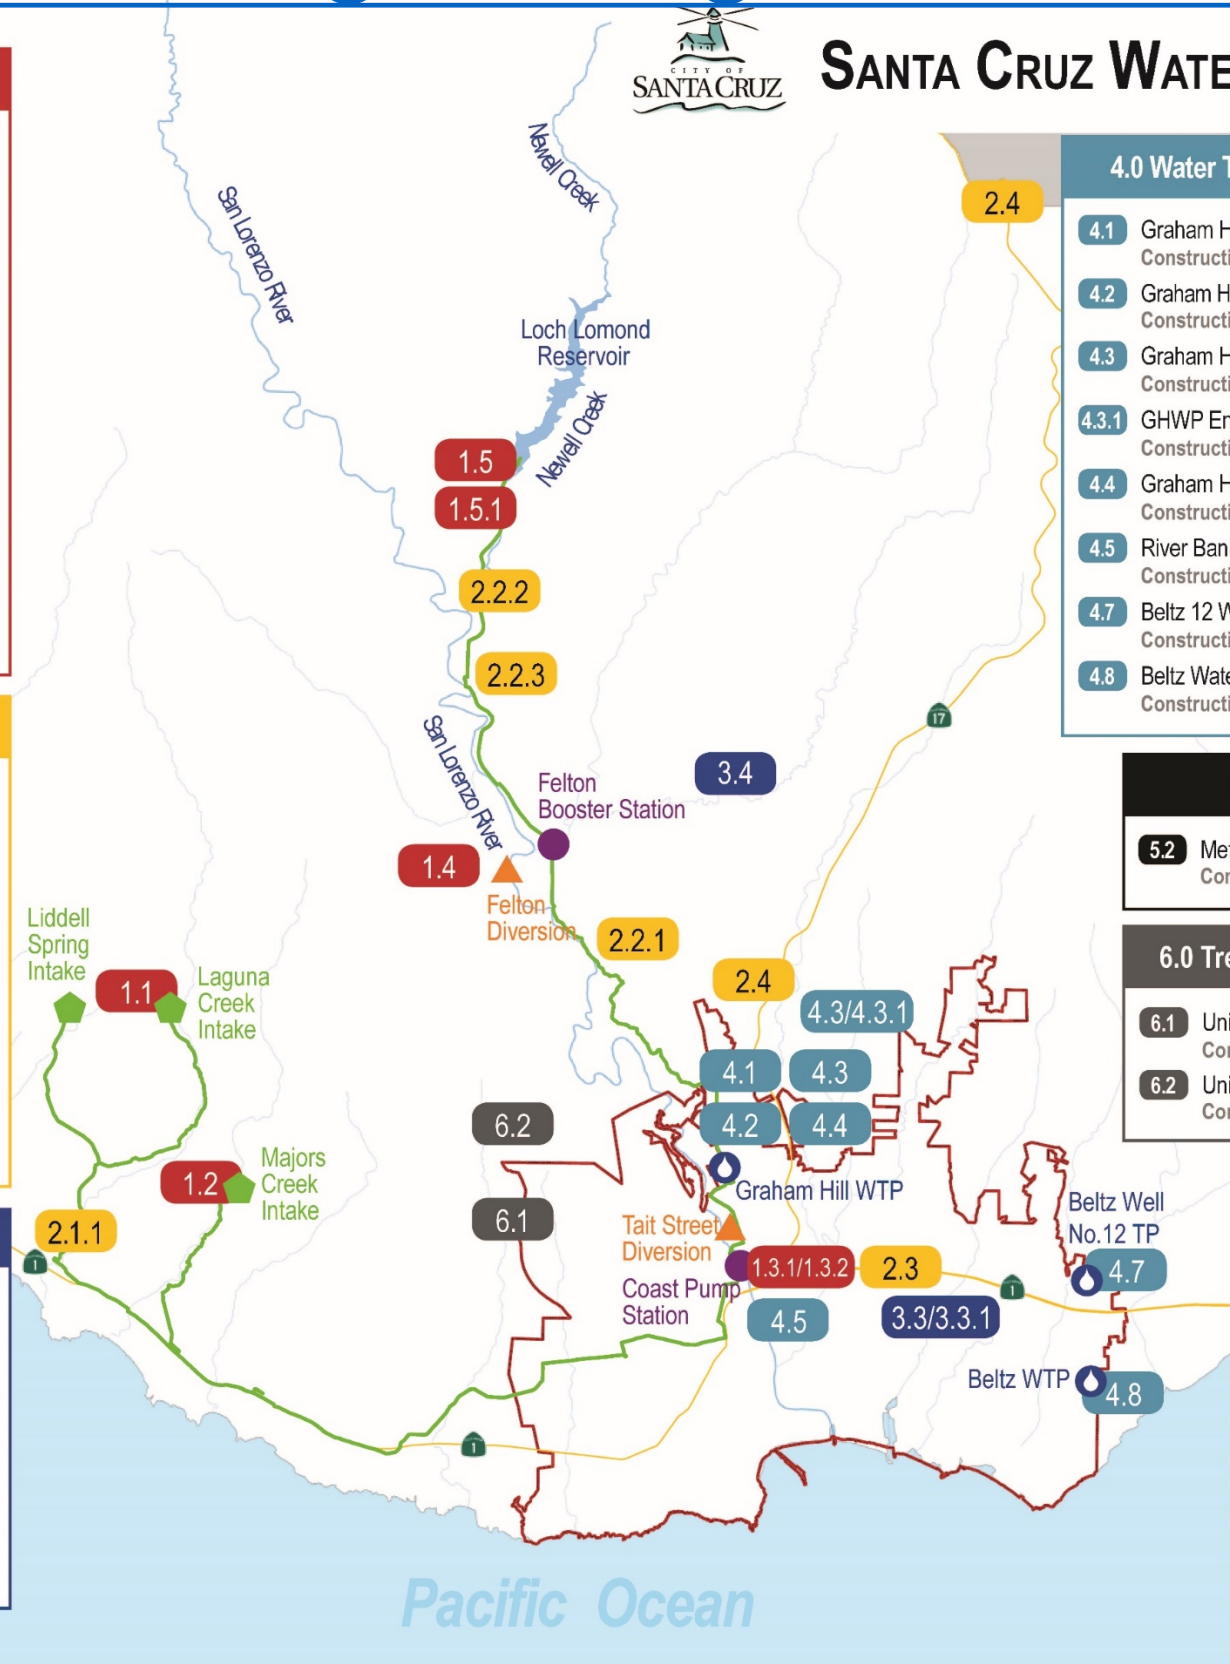 CITY OF
SANTA CRUZ
SANTA CRUZ WATE
Newell Creek
San Lorenzo River
2.4
4.0 Water T
4.1 Graham H
Constructi
4.2 Graham H
Constructi
4.3 Graham H
Constructi
4.3.1 GHWP En
Constructi
4.4 Graham H
Constructi
4.5 River Ban
Constructi
4.7 Beltz 12 W
Constructi
4.8 Beltz Wate
Constructi
Loch Lomond
Reservoir
Newell Creek
1.5
1.5.1
2.2.2
2.2.3
17
San Lorenzo River
3.4
Felton
Booster Station
1.4
Felton
Diversion
2.2.1
5.2 Met
Con
6.0 Tre
6.1 Uni
Con
6.2 Uni
Con
Liddell
Spring
Intake
1.1
Laguna
Creek
Intake
2.4
4.3/4.3.1
4.1
4.3
4.2
4.4
6.2
6.1
1.2
Majors
Creek
Intake
2.1.1
1
Graham Hill WTP
Tait Street
Diversion
Coast Pump
Station
1.3.1/1.3.2
2.3
1
4.5
3.3/3.3.1
Beltz Well
No.12 TP
4.7
Beltz WTP
4.8
1
Pacific Ocean